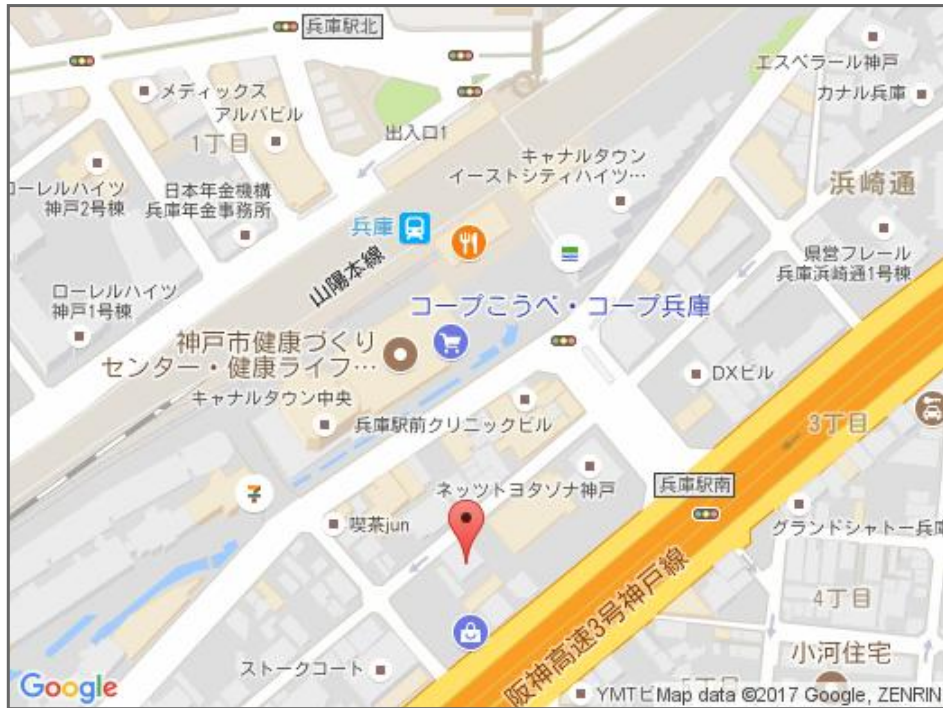 兵庫駅北
エスペラール神戸
カナル兵庫
メディックス
アルバビル
1丁目
出入口1
キャナルタウン
イーストシティハイツ…
浜崎通
ローレルハイツ
神戸2号棟
日本年金機構
兵庫年金事務所
兵庫
山陽本線
県営フレール
兵庫浜崎通1号棟
ローレルハイツ
神戸1号棟
コープこうべ・コープ兵庫
神戸市健康づくり
センター・健康ライフ…
DXビル
キャナルタウン中央
兵庫駅前クリニックビル
3丁目
ネッツトヨタゾナ神戸
兵庫駅南
喫茶jun
グランドシャトー兵庫
阪神高速3号神戸線
4丁目
小河住宅
ストークコート
5丁目
Google
YMTビ
Map data ©2017 Google, ZENRIN